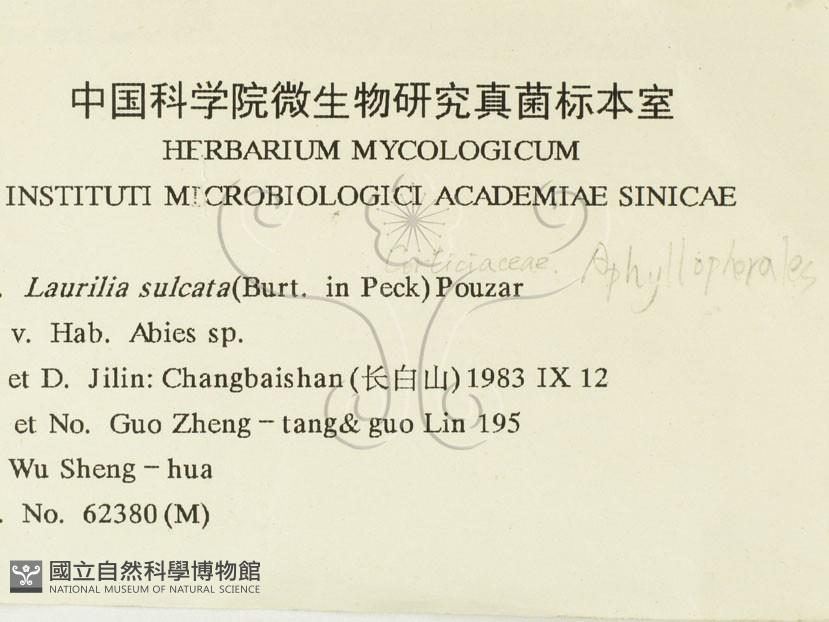 中国科学院微生物研究真菌标本室
HERBARIUM MYCOLOGICUM
INSTITUTI MICROBIOLOGICI ACADEMIAE SINICAE
Corticiaceae. Aphyllophorales
. Laurilia sulcata(Burt. in Peck)Pouzar
v. Hab. Abies sp.
et D. Jilin: Changbaishan(长白山)1983 IX 12
et No. Guo Zheng－tang& guo Lin 195
Wu Sheng－hua
. No. 62380(M)
國立自然科學博物館
NATIONAL MUSEUM OF NATURAL SCIENCE